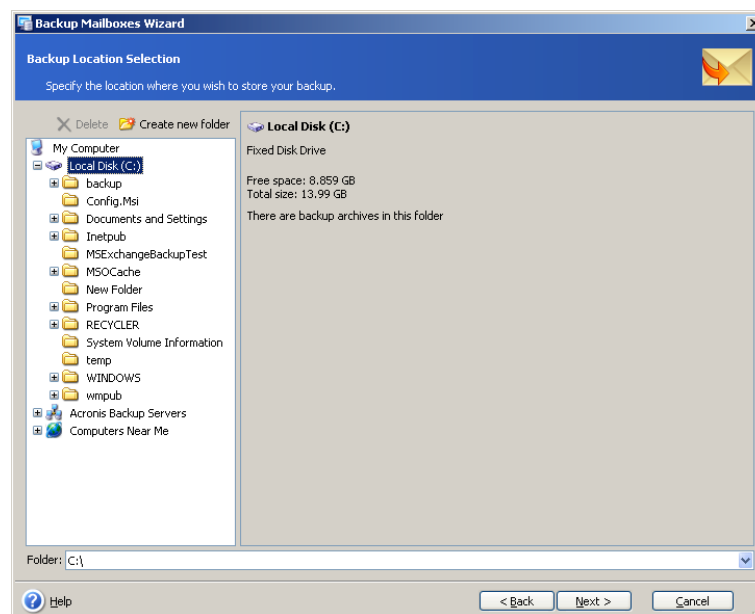 Backup Mailboxes Wizard
Backup Location Selection
Specify the location where you wish to store your backup.
Delete Create new folder
My Computer
Local Disk (C:)
backup
Config.Msi
Documents and Settings
Inetpub
MSExchangeBackupTest
MSOCache
New Folder
Program Files
RECYCLER
System Volume Information
temp
WINDOWS
wmpub
Acronis Backup Servers
Computers Near Me
Local Disk (C:)
Fixed Disk Drive
Free space: 8.859 GB
Total size: 13.99 GB
There are backup archives in this folder
Folder: C:\
Help < Back Next > Cancel